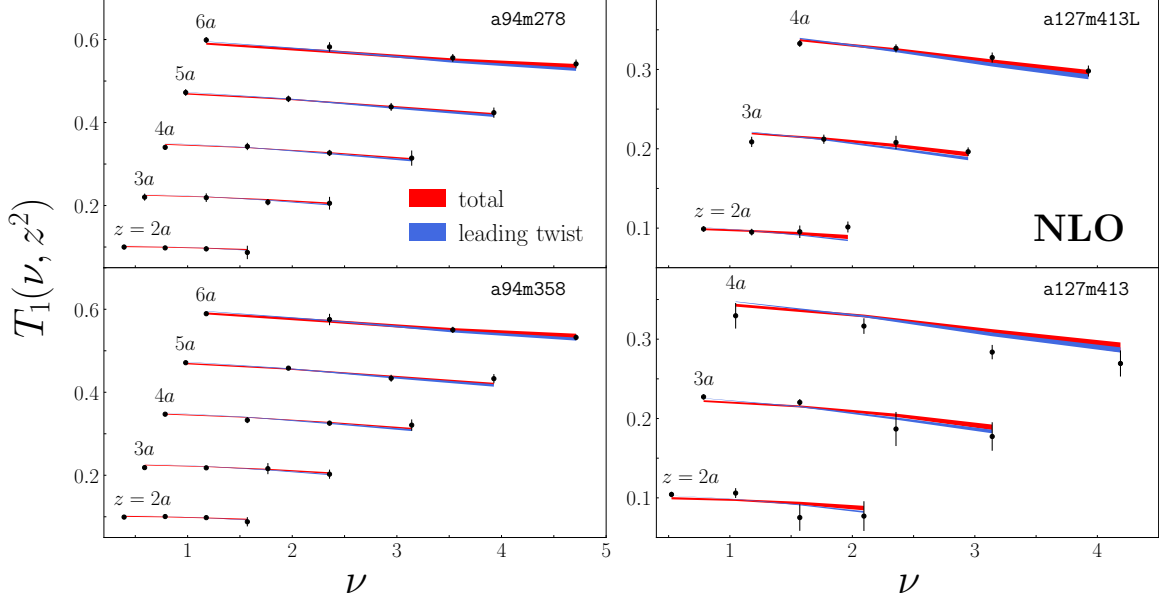 T₁(ν, z²)
a94m278
6a
5a
4a
3a
z = 2a
0.6
0.4
0.2
total
leading twist
a127m413L
4a
3a
z = 2a
0.3
0.2
0.1
NLO
a94m358
6a
5a
4a
3a
z = 2a
0.6
0.4
0.2
1 2 3 4 5
ν
a127m413
4a
3a
z = 2a
0.3
0.2
0.1
1 2 3 4
ν